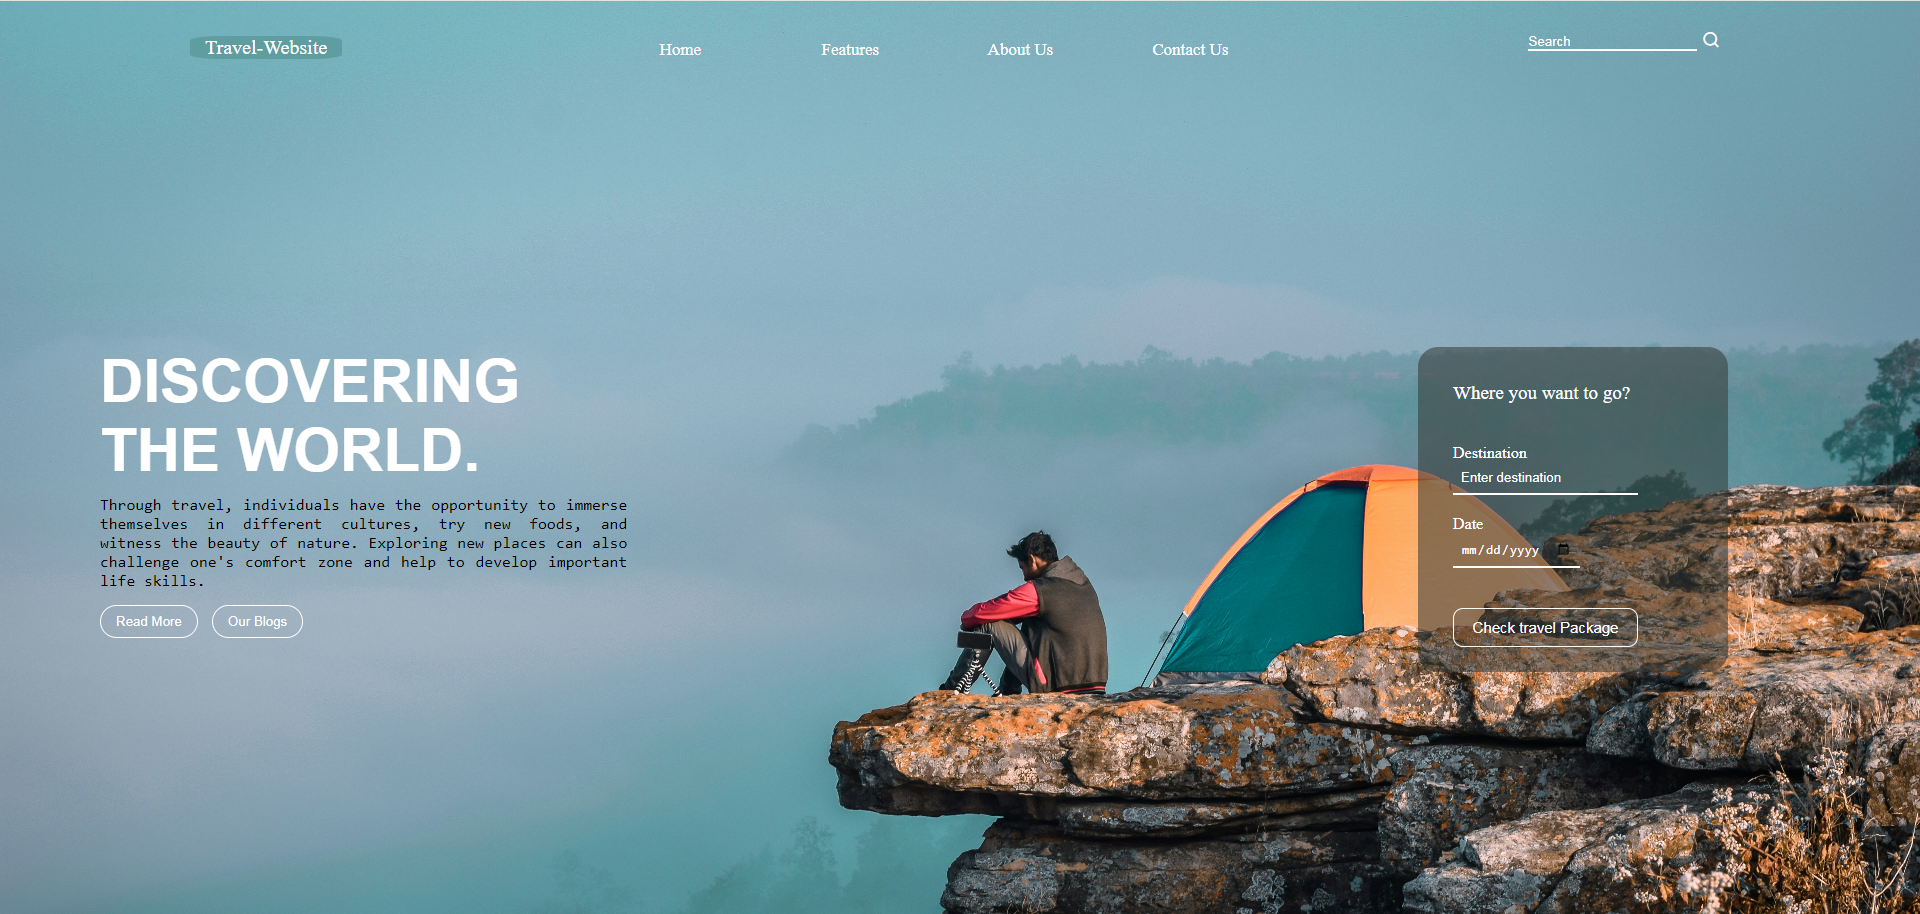 Travel-Website
Home
Features
About Us
Contact Us
Search
DISCOVERING
THE WORLD.
Through travel, individuals have the opportunity to immerse
themselves in different cultures, try new foods, and
witness the beauty of nature. Exploring new places can also
challenge one's comfort zone and help to develop important
life skills.
Read More
Our Blogs
Where you want to go?
Destination
Enter destination
Date
mm/dd/yyyy
Check travel Package